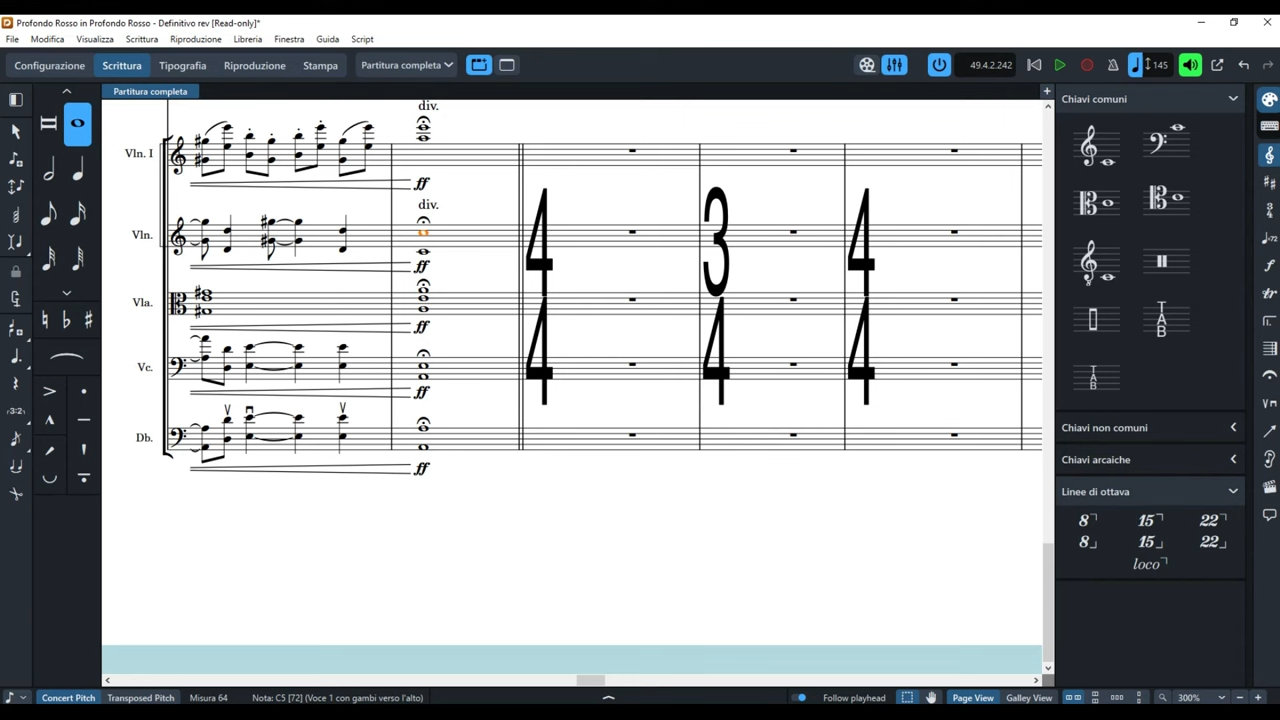 Profondo Rosso in Profondo Rosso - Definitivo rev [Read-only]*
File Modifica Visualizza Scrittura Riproduzione Libreria Finestra Guida Script
Configurazione Scrittura Tipografia Riproduzione Stampa Partitura completa 49.4.2.242 145
Partitura completa
Chiavi comuni
div.
Vln. I
ff
div.
Vln.
ff
4 3 4
4 4 4
Vla.
ff
Vc.
ff
Db.
ff
Chiavi non comuni
Chiavi arcaiche
Linee di ottava
8 15 22
8 15 22
loco
Concert Pitch Transposed Pitch Misura 64 Nota: C5 [72] (Voce 1 con gambi verso l'alto) Follow playhead Page View Galley View 300%